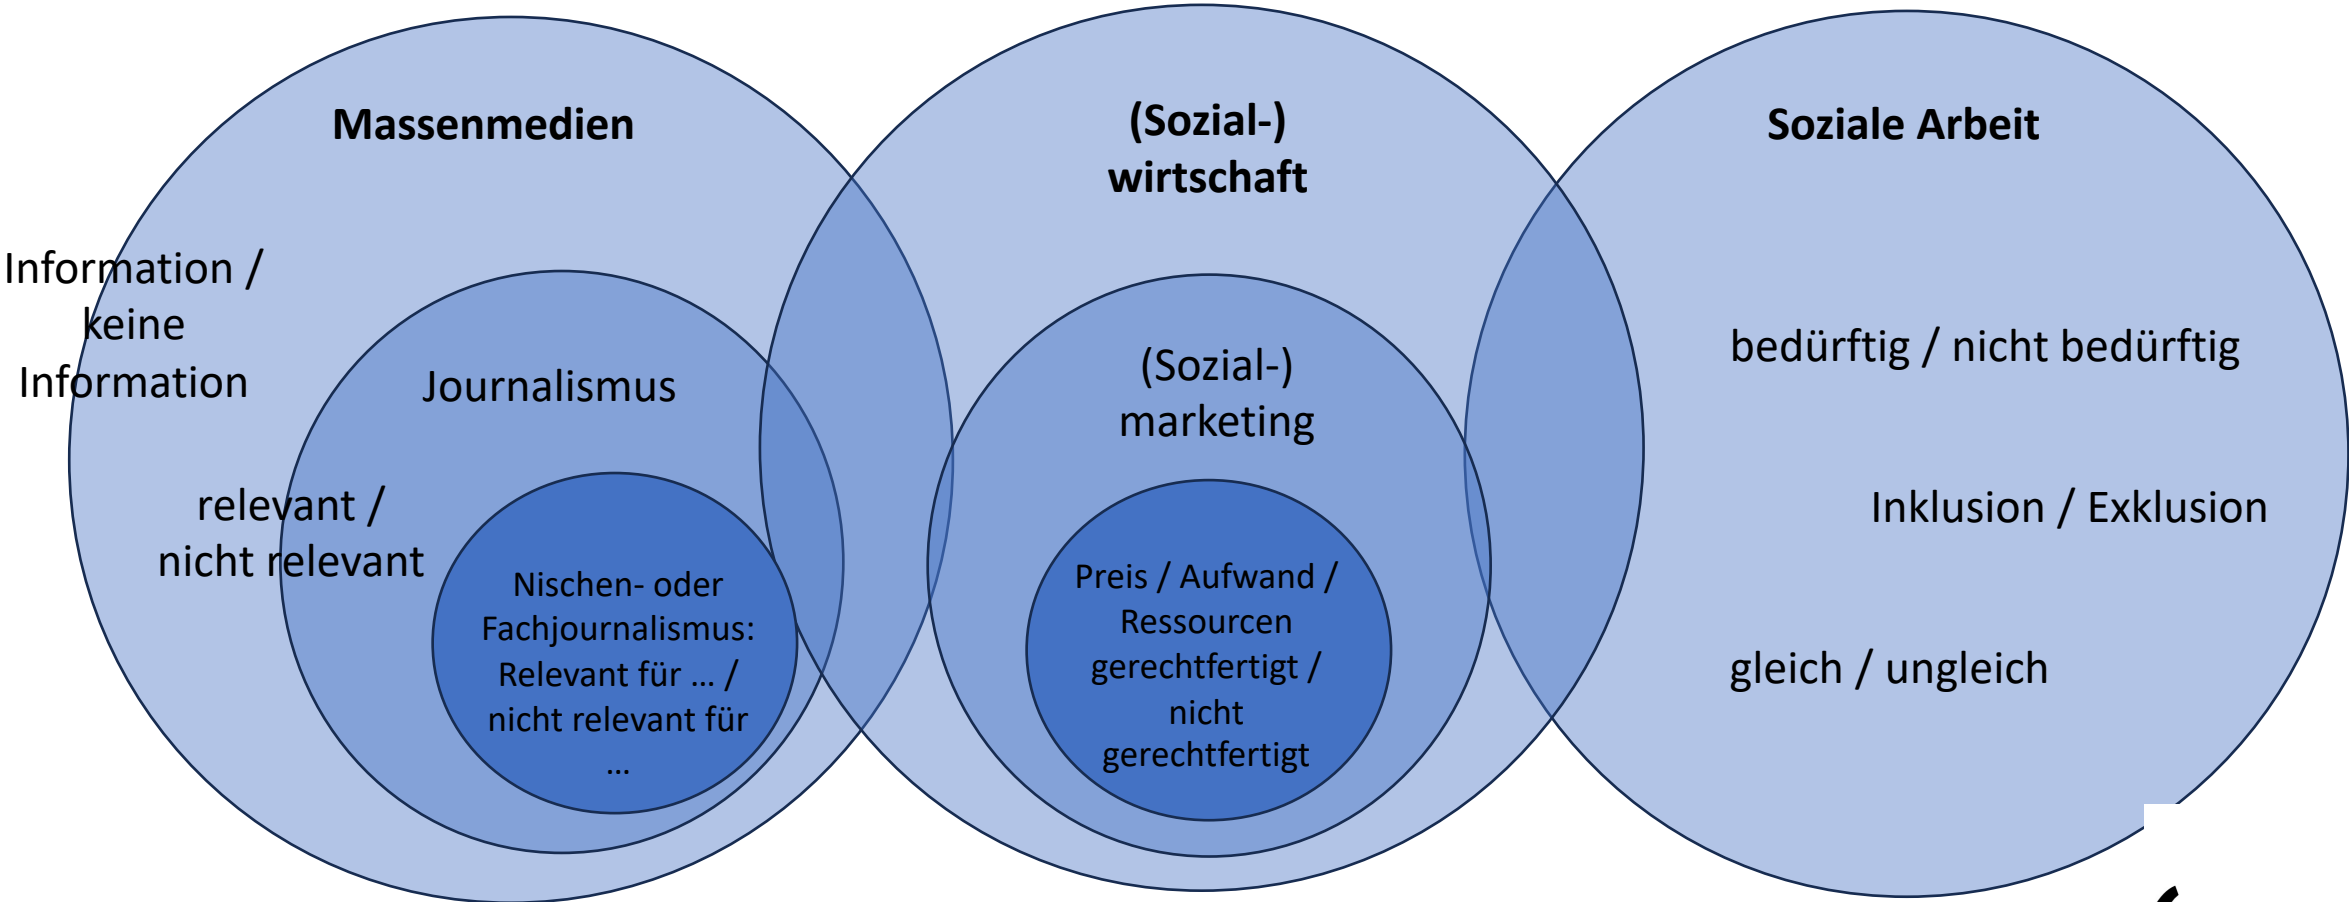 Massenmedien
Information /
keine
Information
Journalismus
relevant /
nicht relevant
Nischen- oder
Fachjournalismus:
Relevant für ... /
nicht relevant für
...
(Sozial-)
wirtschaft
(Sozial-)
marketing
Preis / Aufwand /
Ressourcen
gerechtfertigt /
nicht
gerechtfertigt
Soziale Arbeit
bedürftig / nicht bedürftig
Inklusion / Exklusion
gleich / ungleich